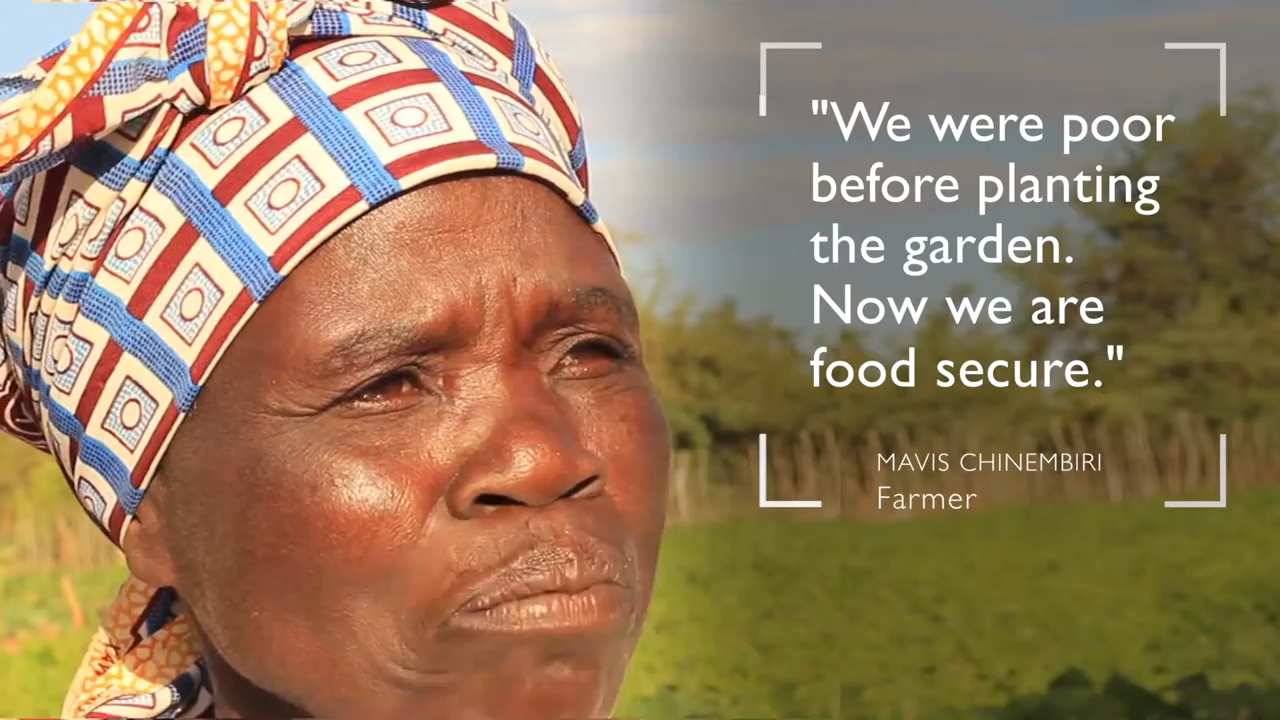 "We were poor
before planting
the garden.
Now we are
food secure."
MAVIS CHINEMBIRI
Farmer